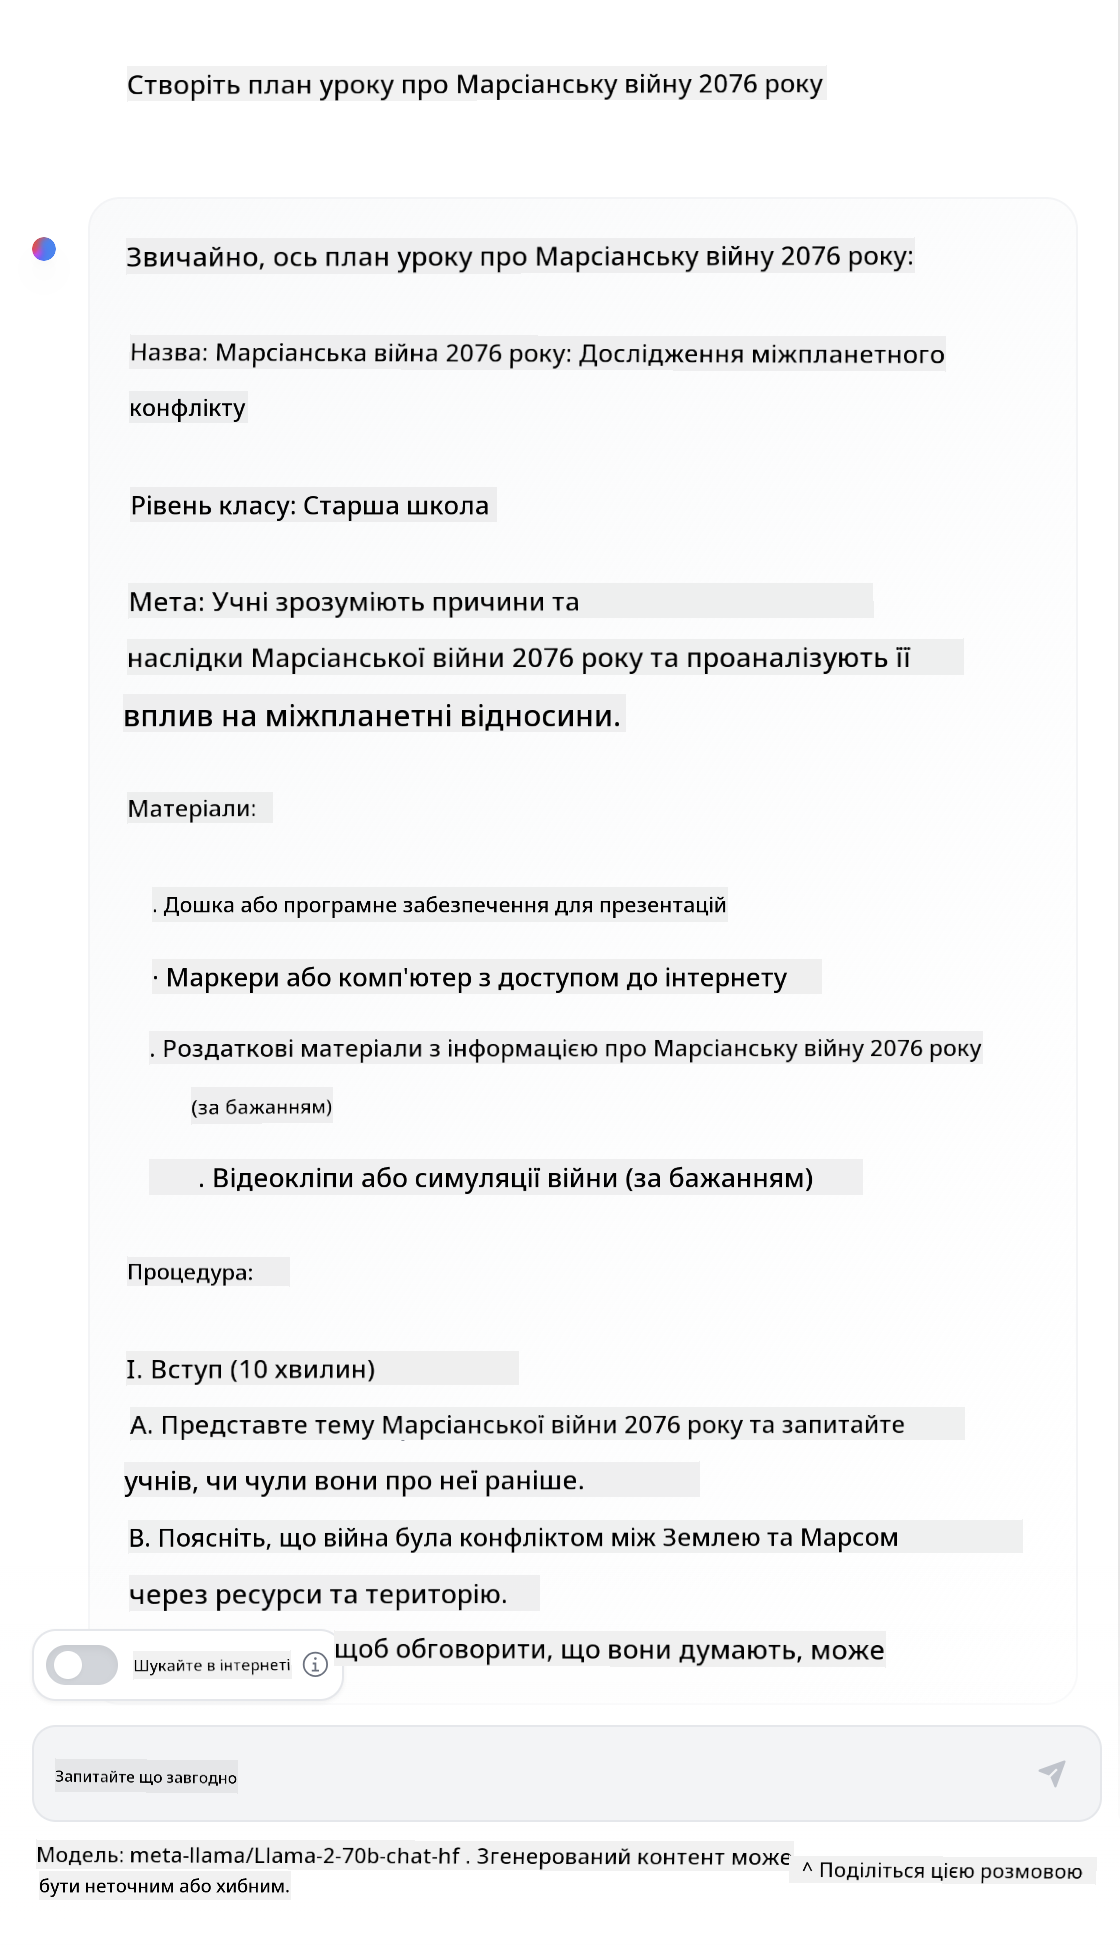 Створіть план уроку про Марсіанську війну 2076 року
Звичайно, ось план уроку про Марсіанську війну 2076 року:
Назва: Марсіанська війна 2076 року: Дослідження міжпланетного
конфлікту
Рівень класу: Старша школа
Мета: Учні зрозуміють причини та
наслідки Марсіанської війни 2076 року та проаналізують її
вплив на міжпланетні відносини.
Матеріали:
. Дошка або програмне забезпечення для презентацій
· Маркери або комп'ютер з доступом до інтернету
. Роздаткові матеріали з інформацією про Марсіанську війну 2076 року
(за бажанням)
. Відеокліпи або симуляції війни (за бажанням)
Процедура:
I. Вступ (10 хвилин)
A. Представте тему Марсіанської війни 2076 року та запитайте
учнів, чи чули вони про неї раніше.
B. Поясніть, що війна була конфліктом між Землею та Марсом
через ресурси та територію.
щоб обговорити, що вони думають, може
Шукайте в інтернеті
Запитайте що завгодно
Модель: meta-llama/Llama-2-70b-chat-hf . Згенерований контент може
бути неточним або хибним.
^ Поділіться цією розмовою